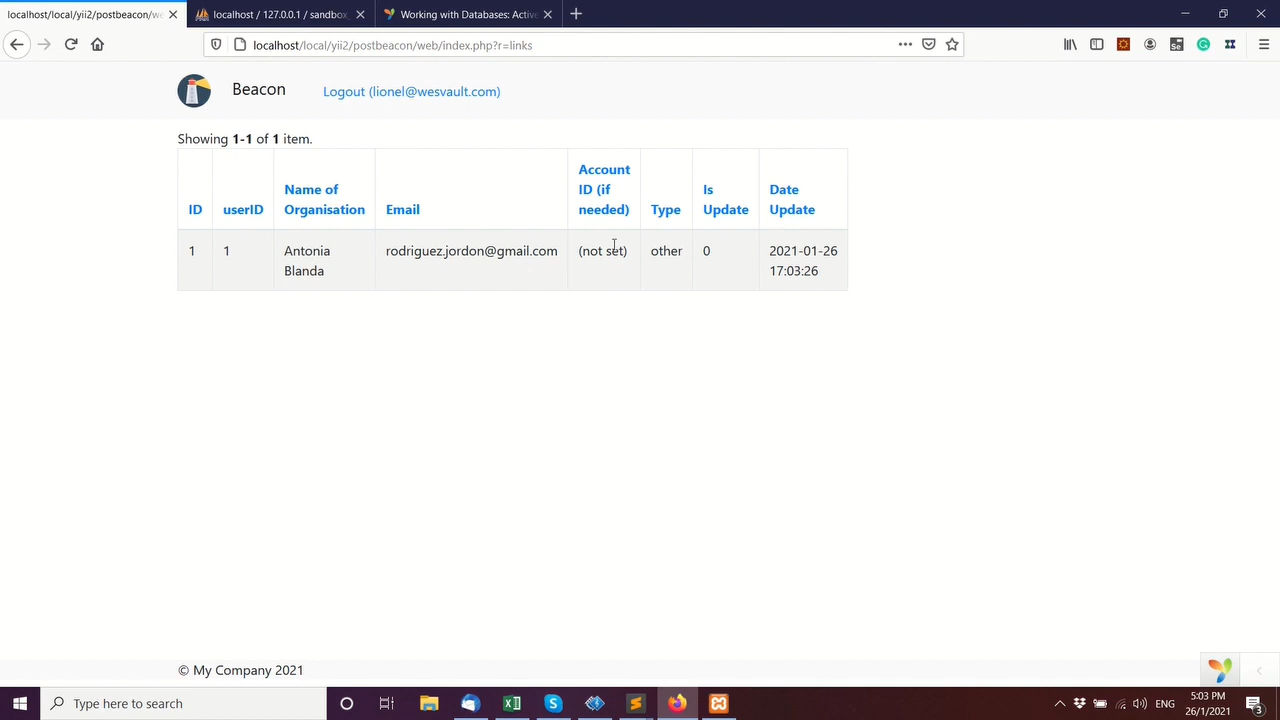 localhost/local/yii2/postbeacon/we
localhost / 127.0.0.1 / sandbox
Working with Databases: Active
localhost/local/yii2/postbeacon/web/index.php?r=links
Beacon
Logout (lionel@wesvault.com)
Showing 1-1 of 1 item.
ID
userID
Name of
Organisation
Email
Account
ID (if
needed)
Type
Is
Update
Date
Update
1
1
Antonia
Blanda
rodriguez.jordon@gmail.com
(not set)
other
0
2021-01-26
17:03:26
© My Company 2021
Type here to search
ENG
5:03 PM
26/1/2021
3